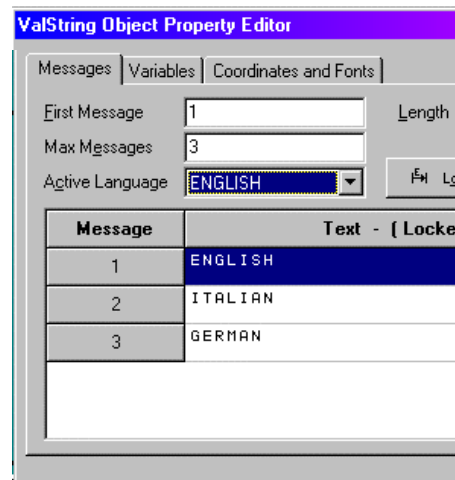 ValString Object Property Editor
Messages Variables Coordinates and Fonts
First Message 1 Length
Max Messages 3
Active Language ENGLISH
Message Text - (Locke
1 ENGLISH
2 ITALIAN
3 GERMAN